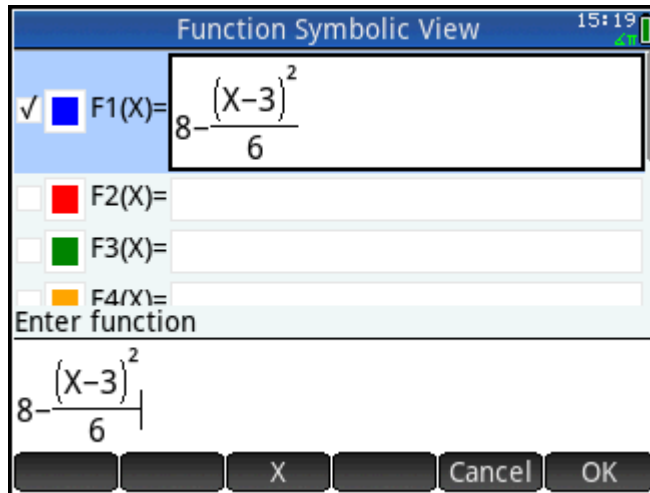 Function Symbolic View 15:19
∡π
√ F1(X)= 8−(X−3)²/6
F2(X)=
F3(X)=
F4(X)=
Enter function
8−(X−3)²/6
X Cancel OK